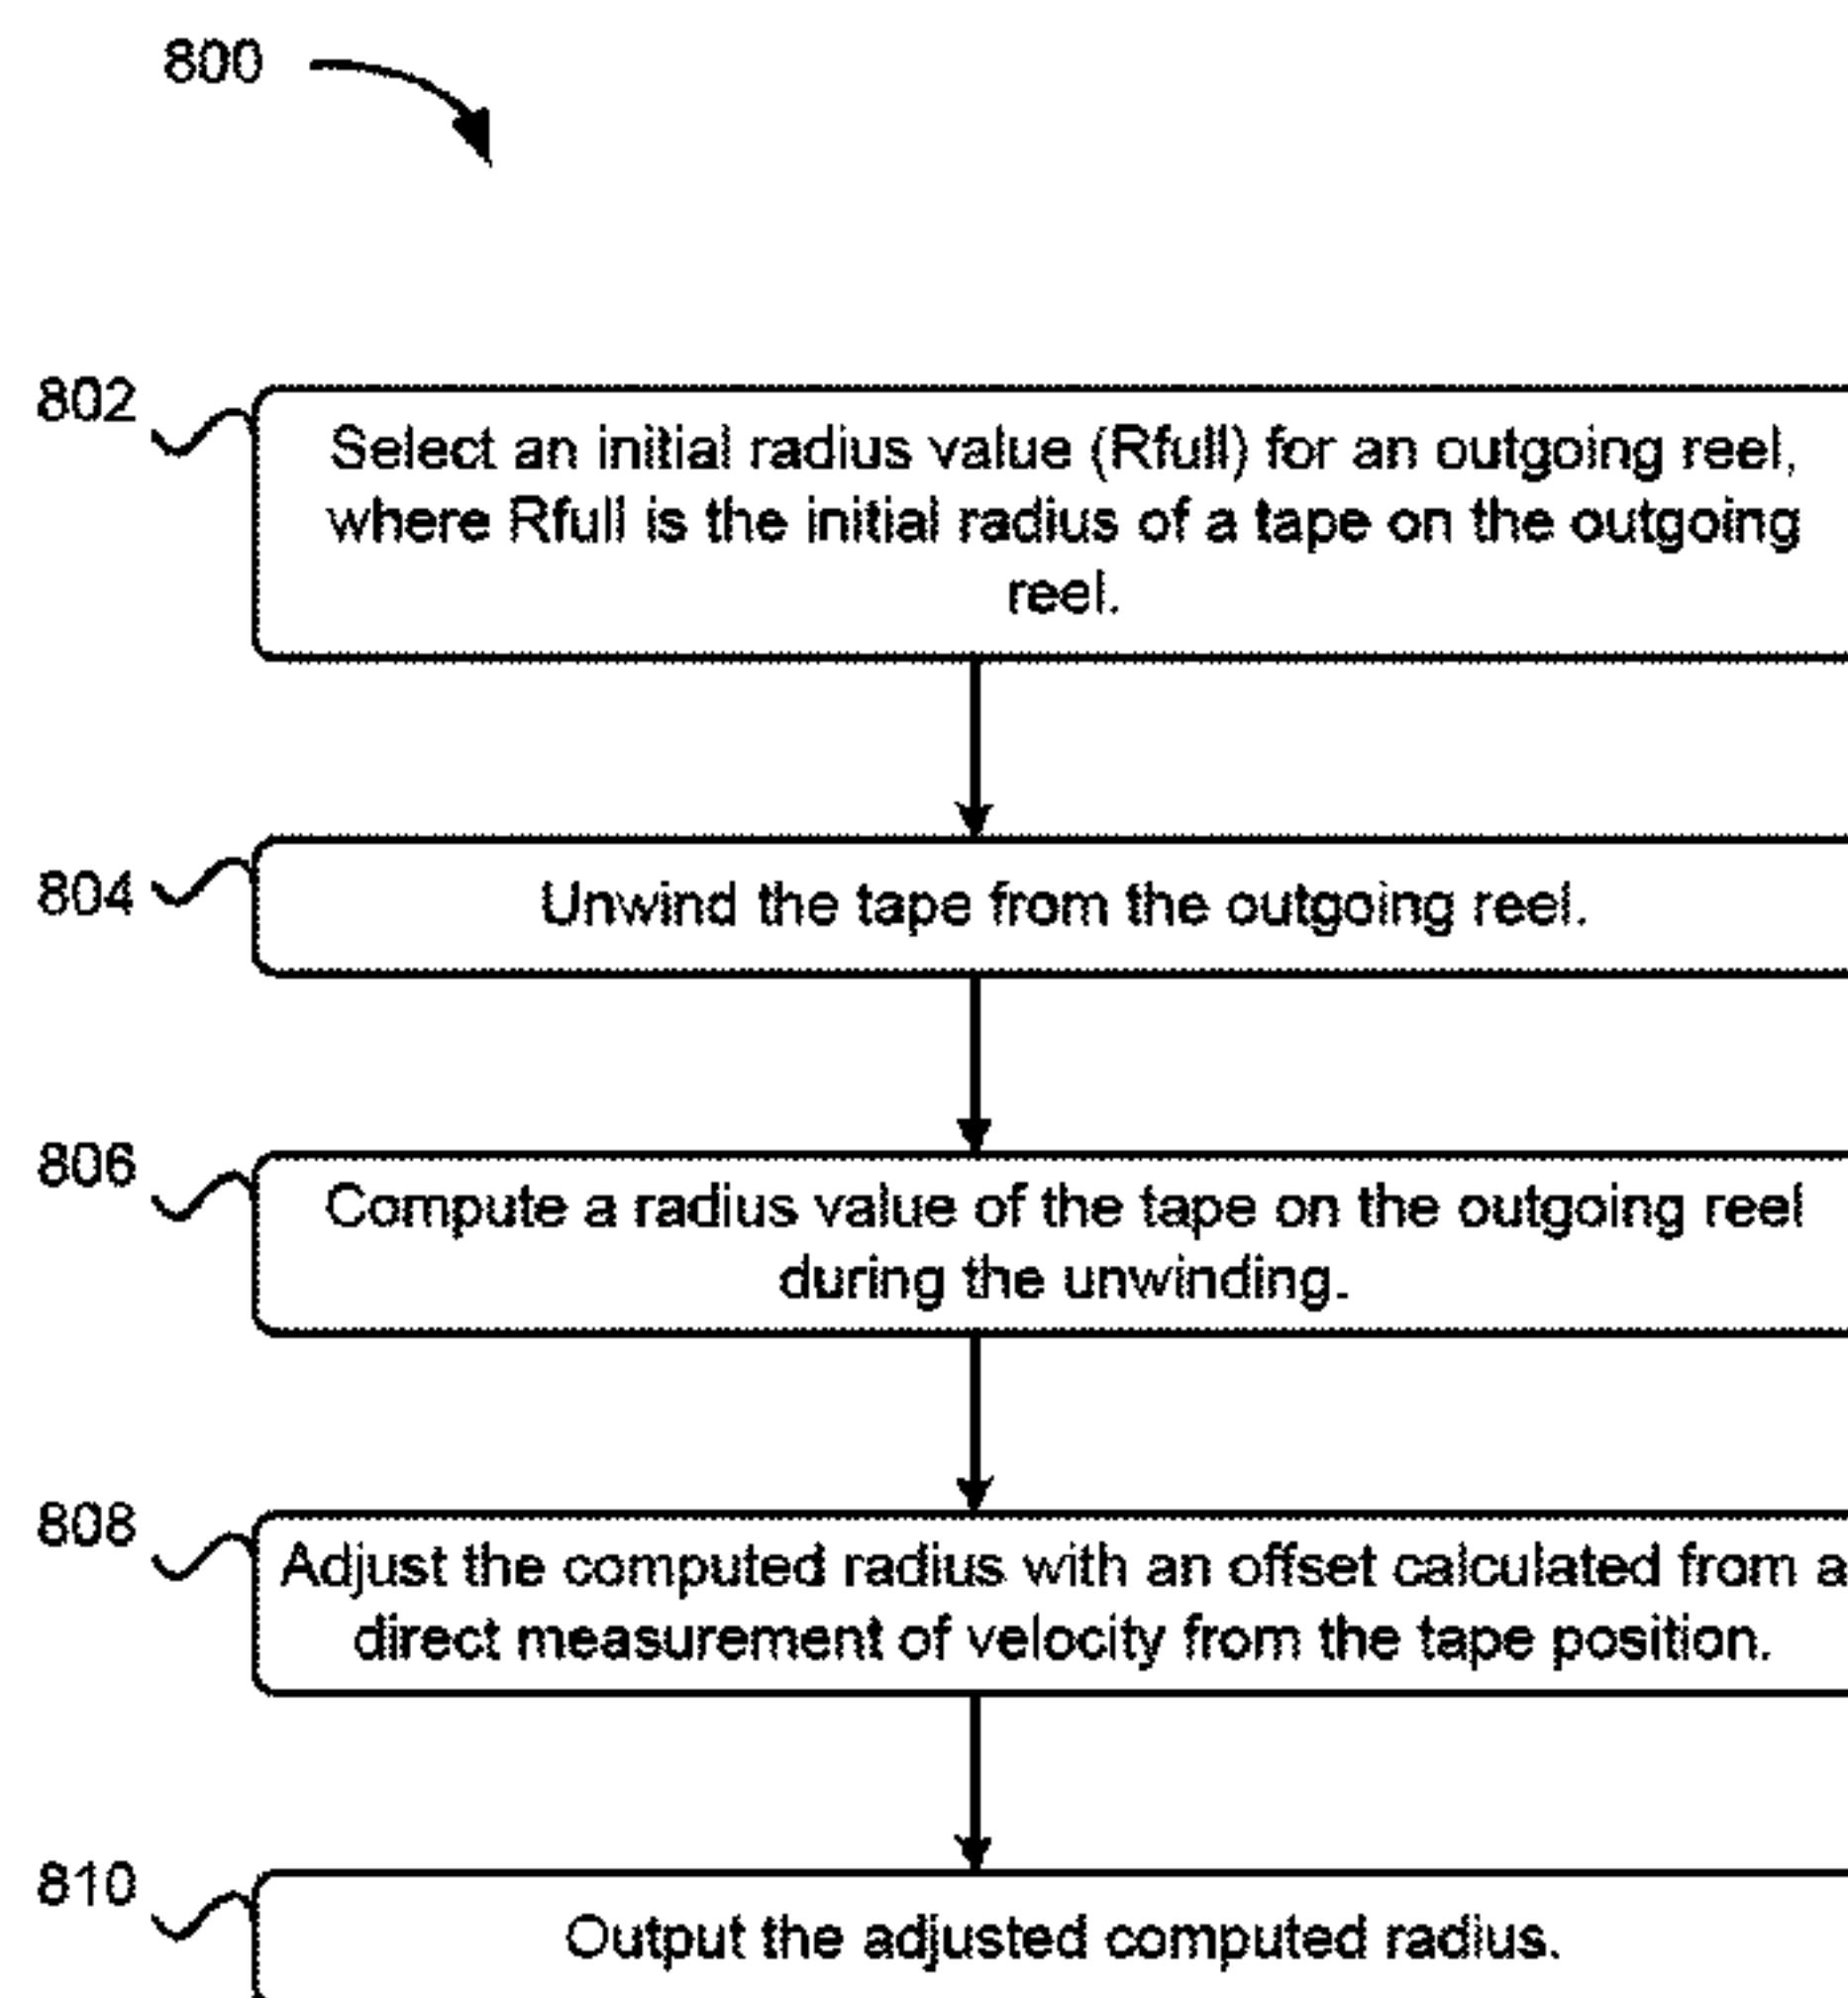 800
802
Select an initial radius value (Rfull) for an outgoing reel,
where Rfull is the initial radius of a tape on the outgoing
reel.
804
Unwind the tape from the outgoing reel.
806
Compute a radius value of the tape on the outgoing reel
during the unwinding.
808
Adjust the computed radius with an offset calculated from a
direct measurement of velocity from the tape position.
810
Output the adjusted computed radius.